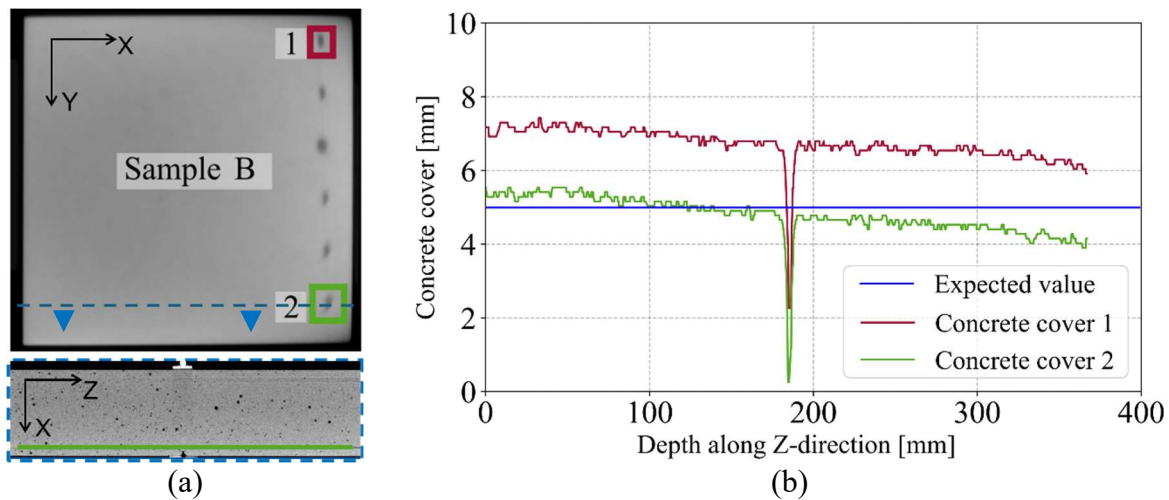 1
X
Y
Sample B
2
Z
X
(a)
Concrete cover [mm]
10
8
6
4
2
0
Expected value
Concrete cover 1
Concrete cover 2
0 100 200 300 400
Depth along Z-direction [mm]
(b)